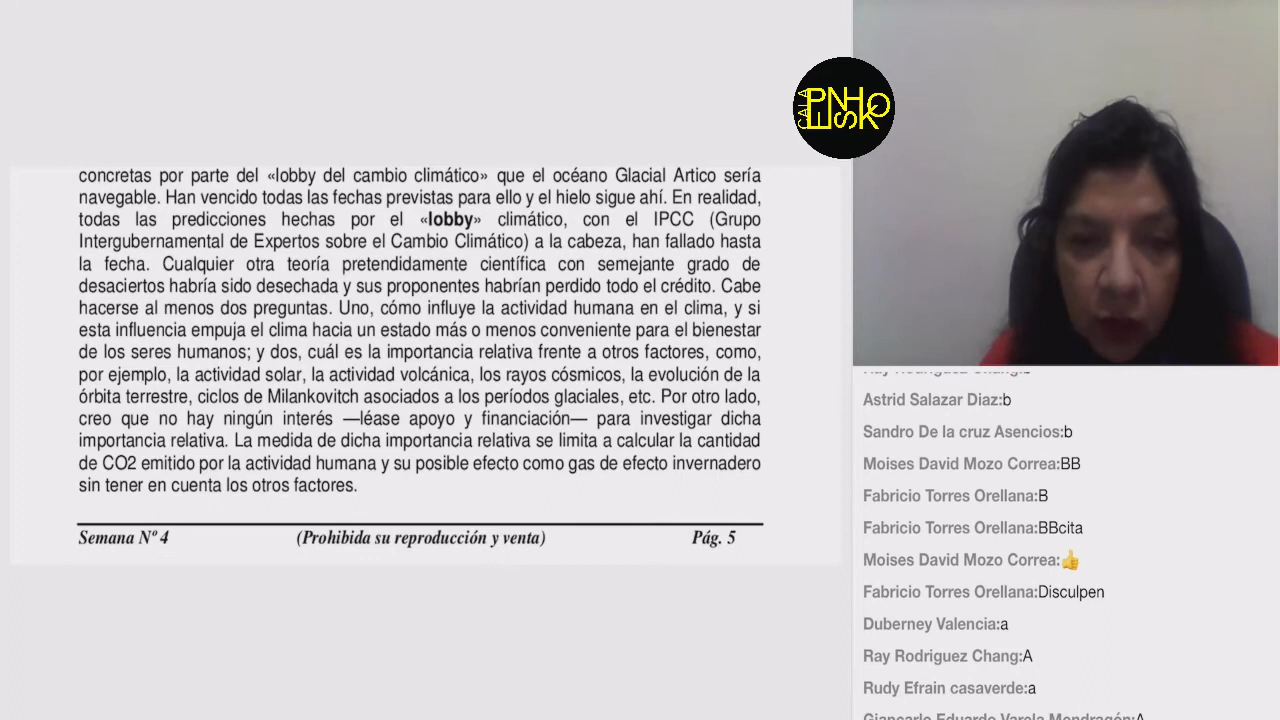 concretas por parte del «lobby del cambio climático» que el océano Glacial Artico sería
navegable. Han vencido todas las fechas previstas para ello y el hielo sigue ahí. En realidad,
todas las predicciones hechas por el «lobby» climático, con el IPCC (Grupo
Intergubernamental de Expertos sobre el Cambio Climático) a la cabeza, han fallado hasta
la fecha. Cualquier otra teoría pretendidamente científica con semejante grado de
desaciertos habría sido desechada y sus proponentes habrían perdido todo el crédito. Cabe
hacerse al menos dos preguntas. Uno, cómo influye la actividad humana en el clima, y si
esta influencia empuja el clima hacia un estado más o menos conveniente para el bienestar
de los seres humanos; y dos, cuál es la importancia relativa frente a otros factores, como,
por ejemplo, la actividad solar, la actividad volcánica, los rayos cósmicos, la evolución de la
órbita terrestre, ciclos de Milankovitch asociados a los períodos glaciales, etc. Por otro lado,
creo que no hay ningún interés —léase apoyo y financiación— para investigar dicha
importancia relativa. La medida de dicha importancia relativa se limita a calcular la cantidad
de CO2 emitido por la actividad humana y su posible efecto como gas de efecto invernadero
sin tener en cuenta los otros factores.
Semana Nº 4 (Prohibida su reproducción y venta) Pág. 5
Astrid Salazar Diaz:b
Sandro De la cruz Asencios:b
Moises David Mozo Correa:BB
Fabricio Torres Orellana:B
Fabricio Torres Orellana:BBcita
Moises David Mozo Correa:👍
Fabricio Torres Orellana:Disculpen
Duberney Valencia:a
Ray Rodriguez Chang:A
Rudy Efrain casaverde:a
Giancarlo Eduardo Varela Mondragón:A